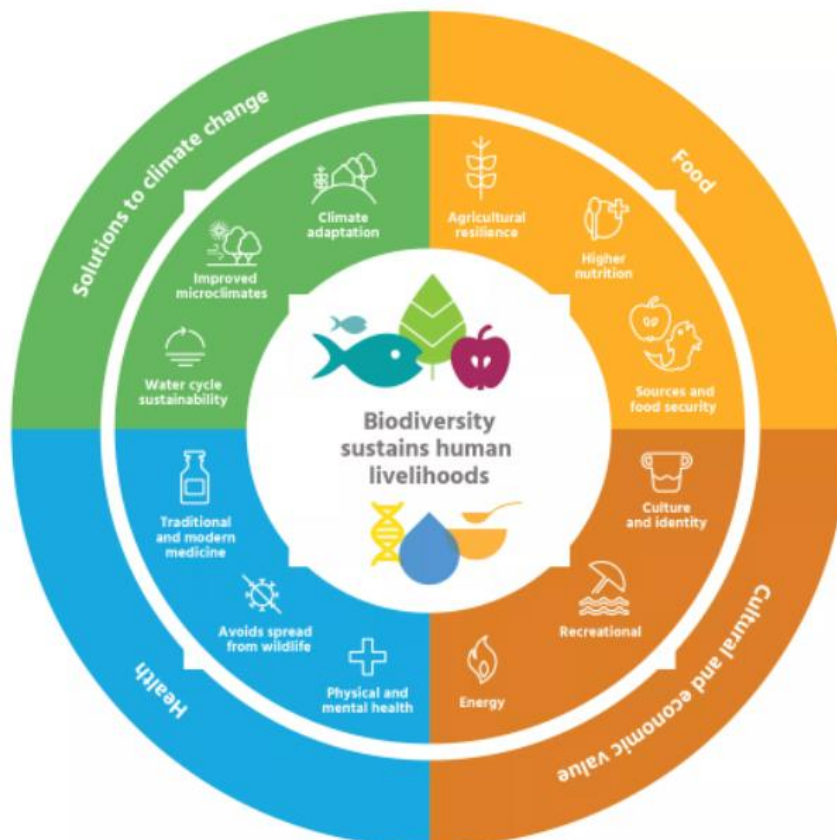 Solutions to climate change
Climate
adaptation
Improved
microclimates
Water cycle
sustainability
Food
Agricultural
resilience
Higher
nutrition
Sources and
food security
Biodiversity
sustains human
livelihoods
Health
Traditional
and modern
medicine
Avoids spread
from wildlife
Physical and
mental health
Cultural and economic value
Culture
and identity
Recreational
Energy